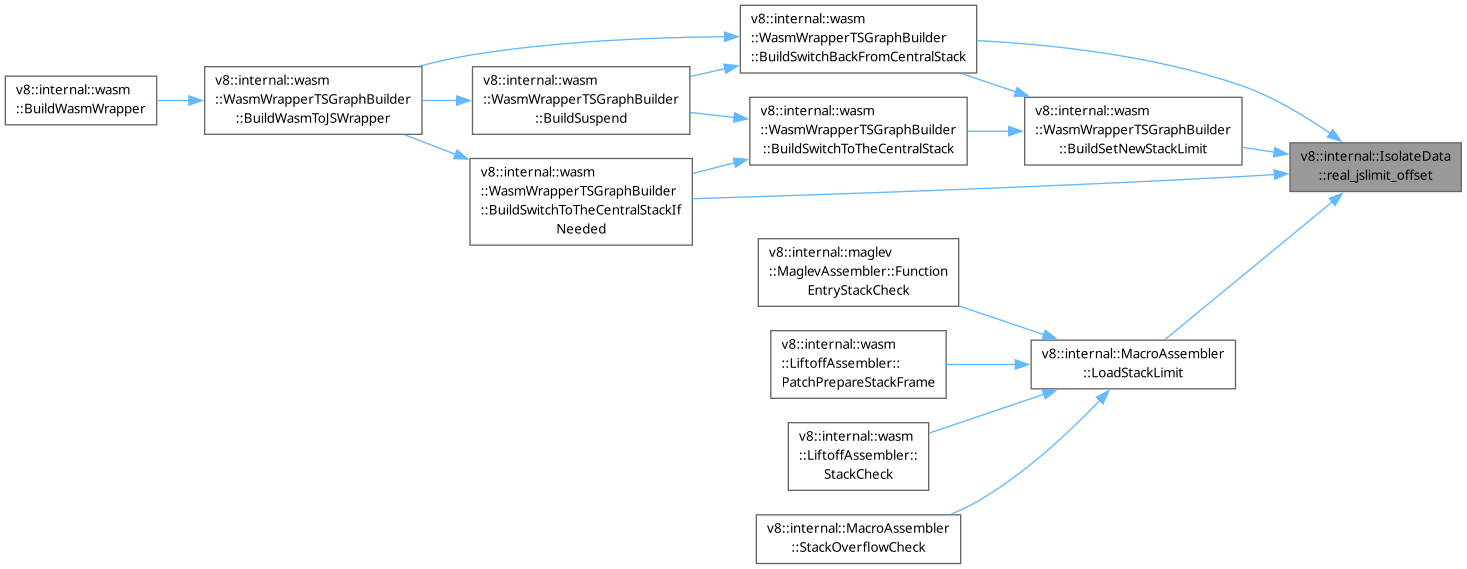 v8::internal::wasm
::BuildWasmWrapper
v8::internal::wasm
::WasmWrapperTSGraphBuilder
::BuildWasmToJSWrapper
v8::internal::wasm
::WasmWrapperTSGraphBuilder
::BuildSuspend
v8::internal::wasm
::WasmWrapperTSGraphBuilder
::BuildSwitchToTheCentralStackIf
Needed
v8::internal::wasm
::WasmWrapperTSGraphBuilder
::BuildSwitchBackFromCentralStack
v8::internal::wasm
::WasmWrapperTSGraphBuilder
::BuildSwitchToTheCentralStack
v8::internal::wasm
::WasmWrapperTSGraphBuilder
::BuildSetNewStackLimit
v8::internal::IsolateData
::real_jslimit_offset
v8::internal::maglev
::MaglevAssembler::Function
EntryStackCheck
v8::internal::wasm
::LiftoffAssembler::
PatchPrepareStackFrame
v8::internal::wasm
::LiftoffAssembler::
StackCheck
v8::internal::MacroAssembler
::StackOverflowCheck
v8::internal::MacroAssembler
::LoadStackLimit